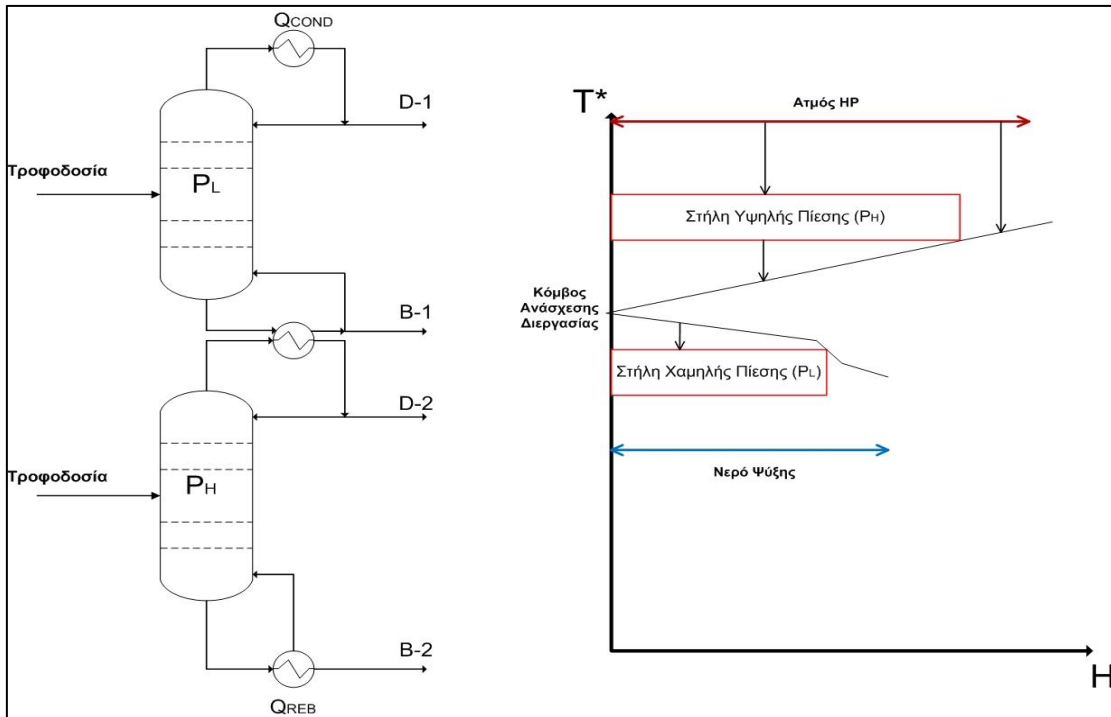 QCOND
D-1
Τροφοδοσία
PL
B-1
D-2
Τροφοδοσία
PH
B-2
QREB
T*
Ατμός HP
Στήλη Υψηλής Πίεσης (PH)
Κόμβος
Ανάσχεσης
Διεργασίας
Στήλη Χαμηλής Πίεσης (PL)
Νερό Ψύξης
H